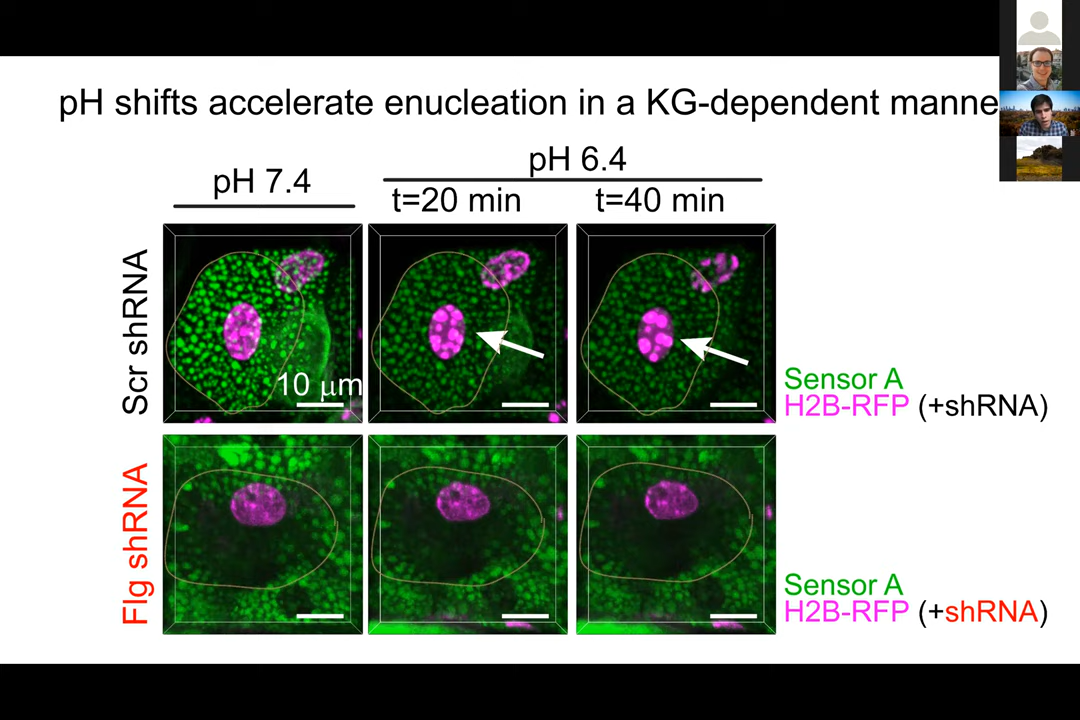 pH shifts accelerate enucleation in a KG-dependent manne
pH 7.4
pH 6.4
t=20 min
t=40 min
Scr shRNA
10 μm
Sensor A
H2B-RFP (+shRNA)
Flg shRNA
Sensor A
H2B-RFP (+shRNA)